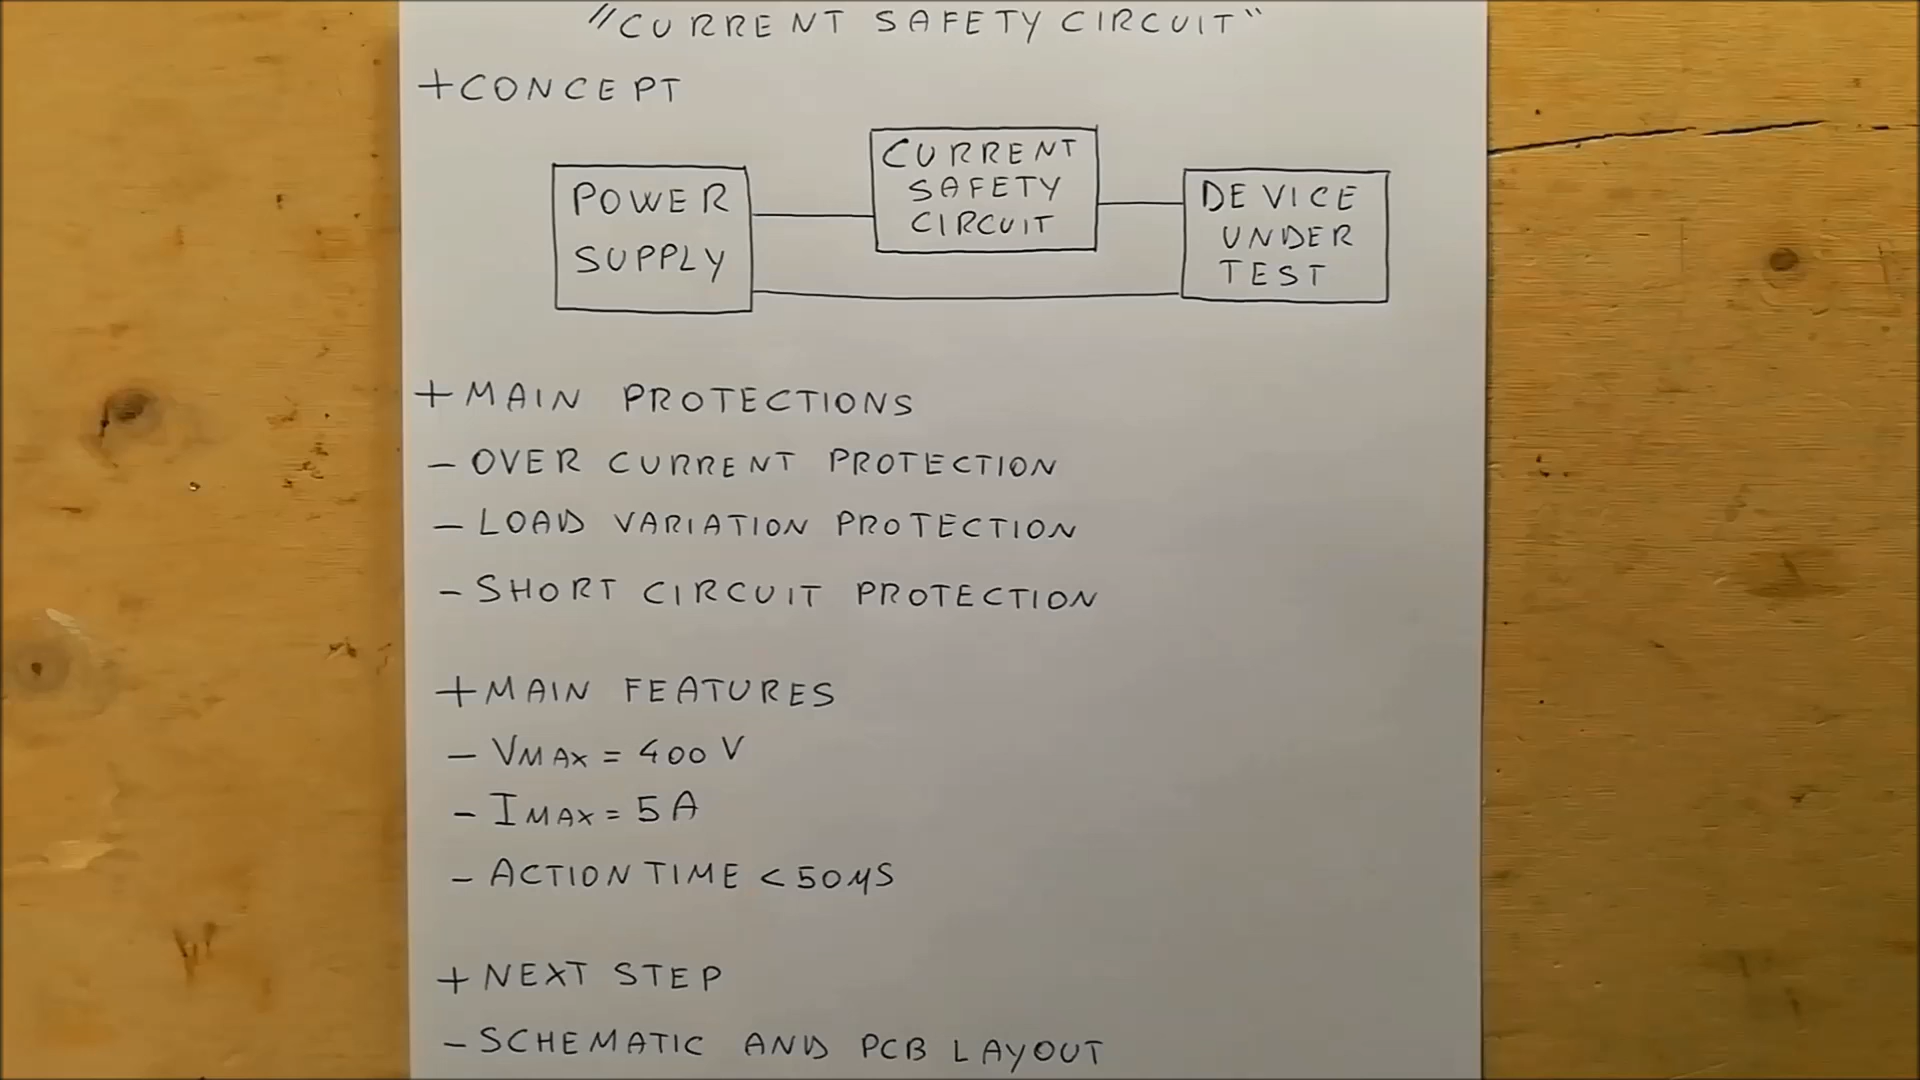 "CURRENT SAFETY CIRCUIT"
+CONCEPT
POWER
SUPPLY
CURRENT
SAFETY
CIRCUIT
DEVICE
UNDER
TEST
+MAIN PROTECTIONS
- OVER CURRENT PROTECTION
- LOAD VARIATION PROTECTION
- SHORT CIRCUIT PROTECTION
+MAIN FEATURES
- VMAX = 400 V
- IMAX = 5A
- ACTION TIME < 50μS
+ NEXT STEP
- SCHEMATIC AND PCB LAYOUT